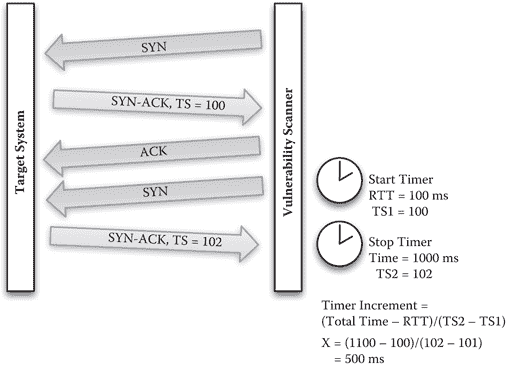 Target System
Vulnerability Scanner
SYN
SYN-ACK, TS = 100
ACK
SYN
SYN-ACK, TS = 102
Start Timer
RTT = 100 ms
TS1 = 100
Stop Timer
Time = 1000 ms
TS2 = 102
Timer Increment =
(Total Time – RTT)/(TS2 – TS1)
X = (1100 – 100)/(102 – 101)
= 500 ms